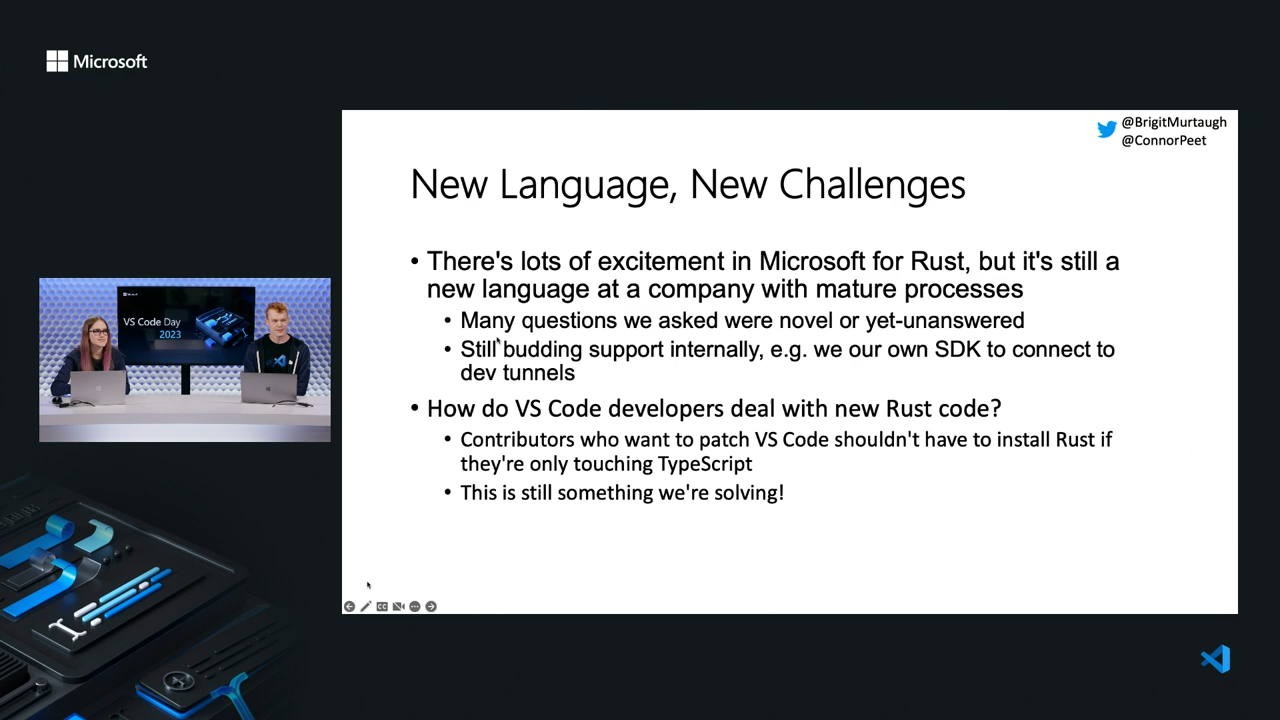 Microsoft
@BrigitMurtaugh
@ConnorPeet
New Language, New Challenges
• There's lots of excitement in Microsoft for Rust, but it's still a
new language at a company with mature processes
• Many questions we asked were novel or yet-unanswered
• Still budding support internally, e.g. we our own SDK to connect to
dev tunnels
• How do VS Code developers deal with new Rust code?
• Contributors who want to patch VS Code shouldn't have to install Rust if
they're only touching TypeScript
• This is still something we're solving!
VS Code Day
2023